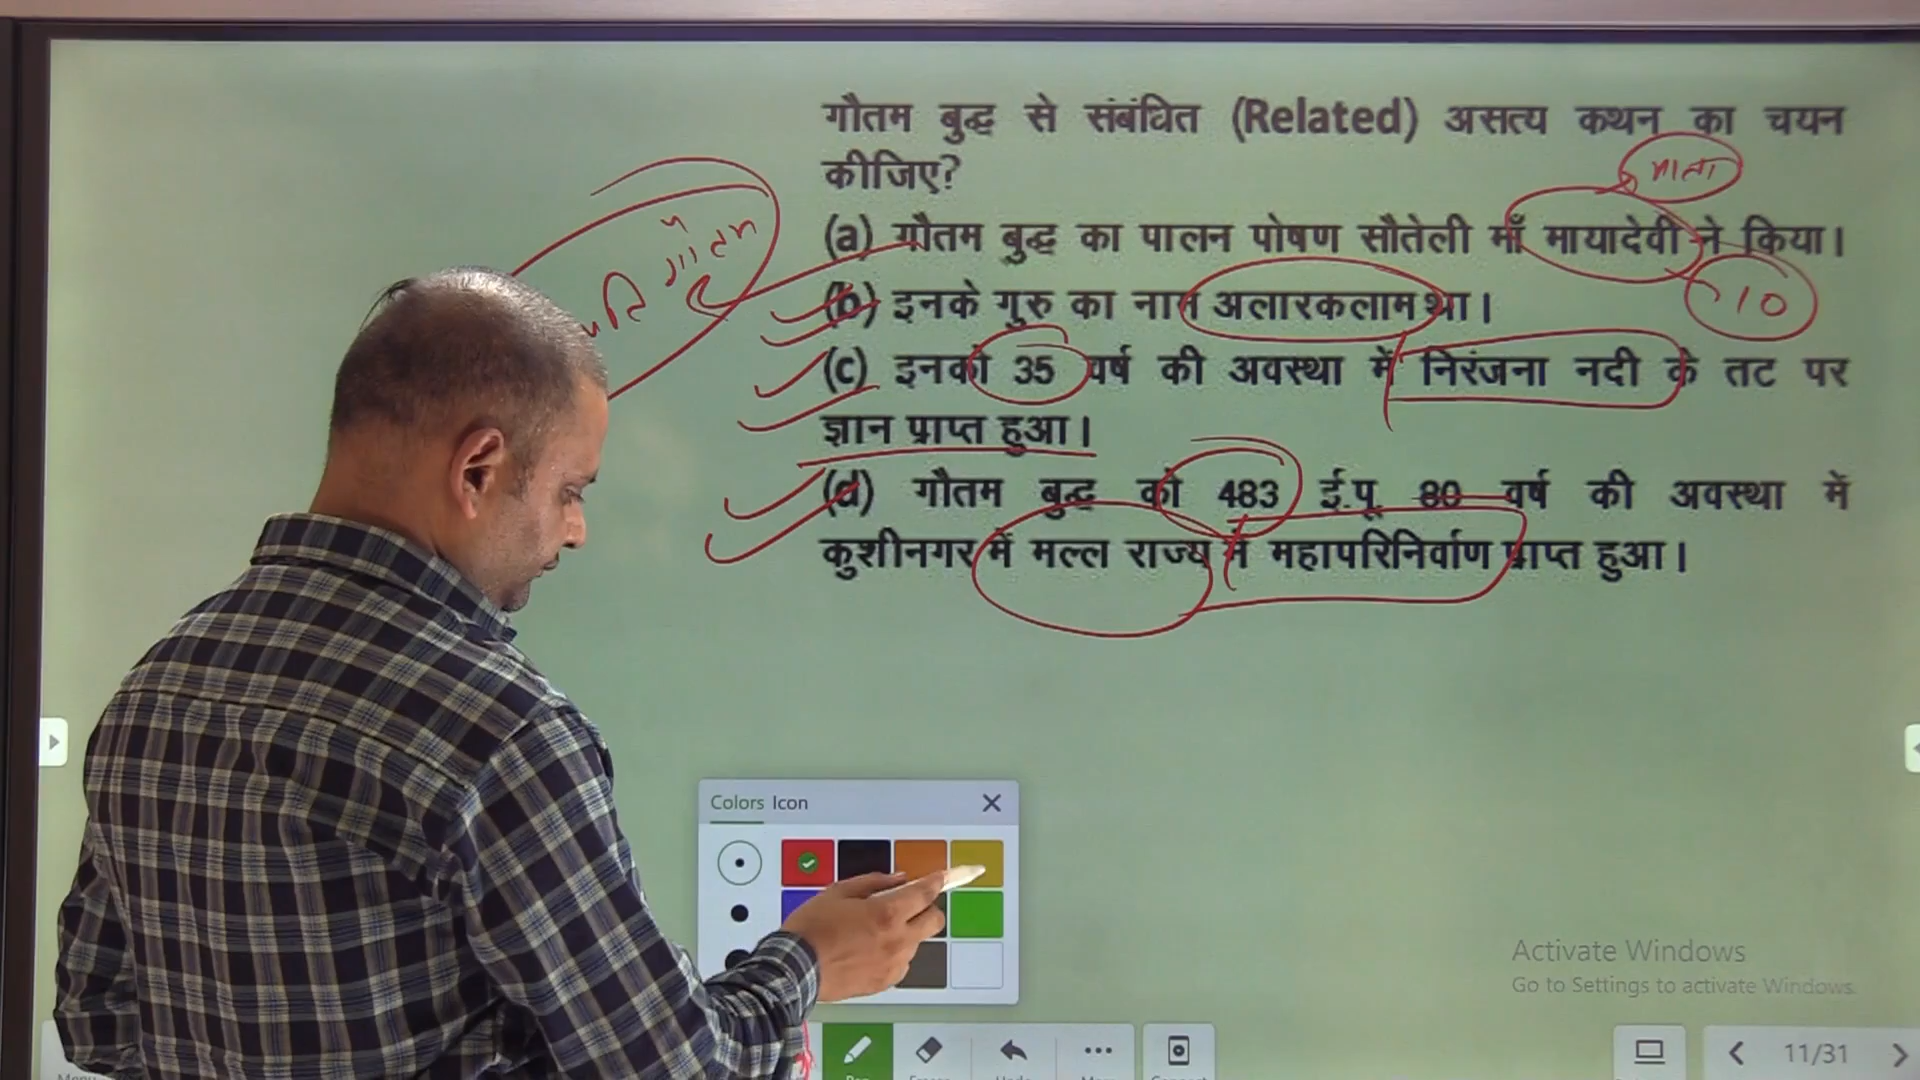 गौतम बुद्ध से संबंधित (Related) असत्य कथन का चयन
कीजिए?
माता
(a) गौतम बुद्ध का पालन पोषण सौतेली माँ मायादेवी ने किया।
गौतम
(b) इनके गुरु का नाम अलारकलाम था।
10
(c) इनको 35 वर्ष की अवस्था में निरंजना नदी के तट पर
ज्ञान प्राप्त हुआ।
(d) गौतम बुद्ध को 483 ई.पू. 80 वर्ष की अवस्था में
कुशीनगर में मल्ल राज्य में महापरिनिर्वाण प्राप्त हुआ।
Colors Icon
Activate Windows
Go to Settings to activate Windows.
11/31